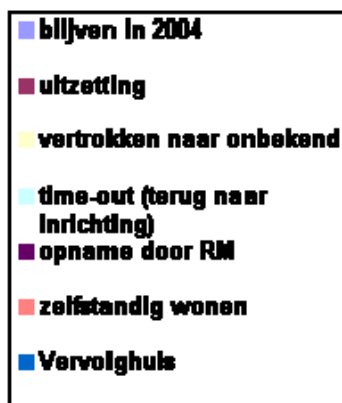 blijven in 2004
uitzetting
vertrokken naar onbekend
time-out (terug naar
inrichting)
opname door RM
zelfstandig wonen
Vervolghuis